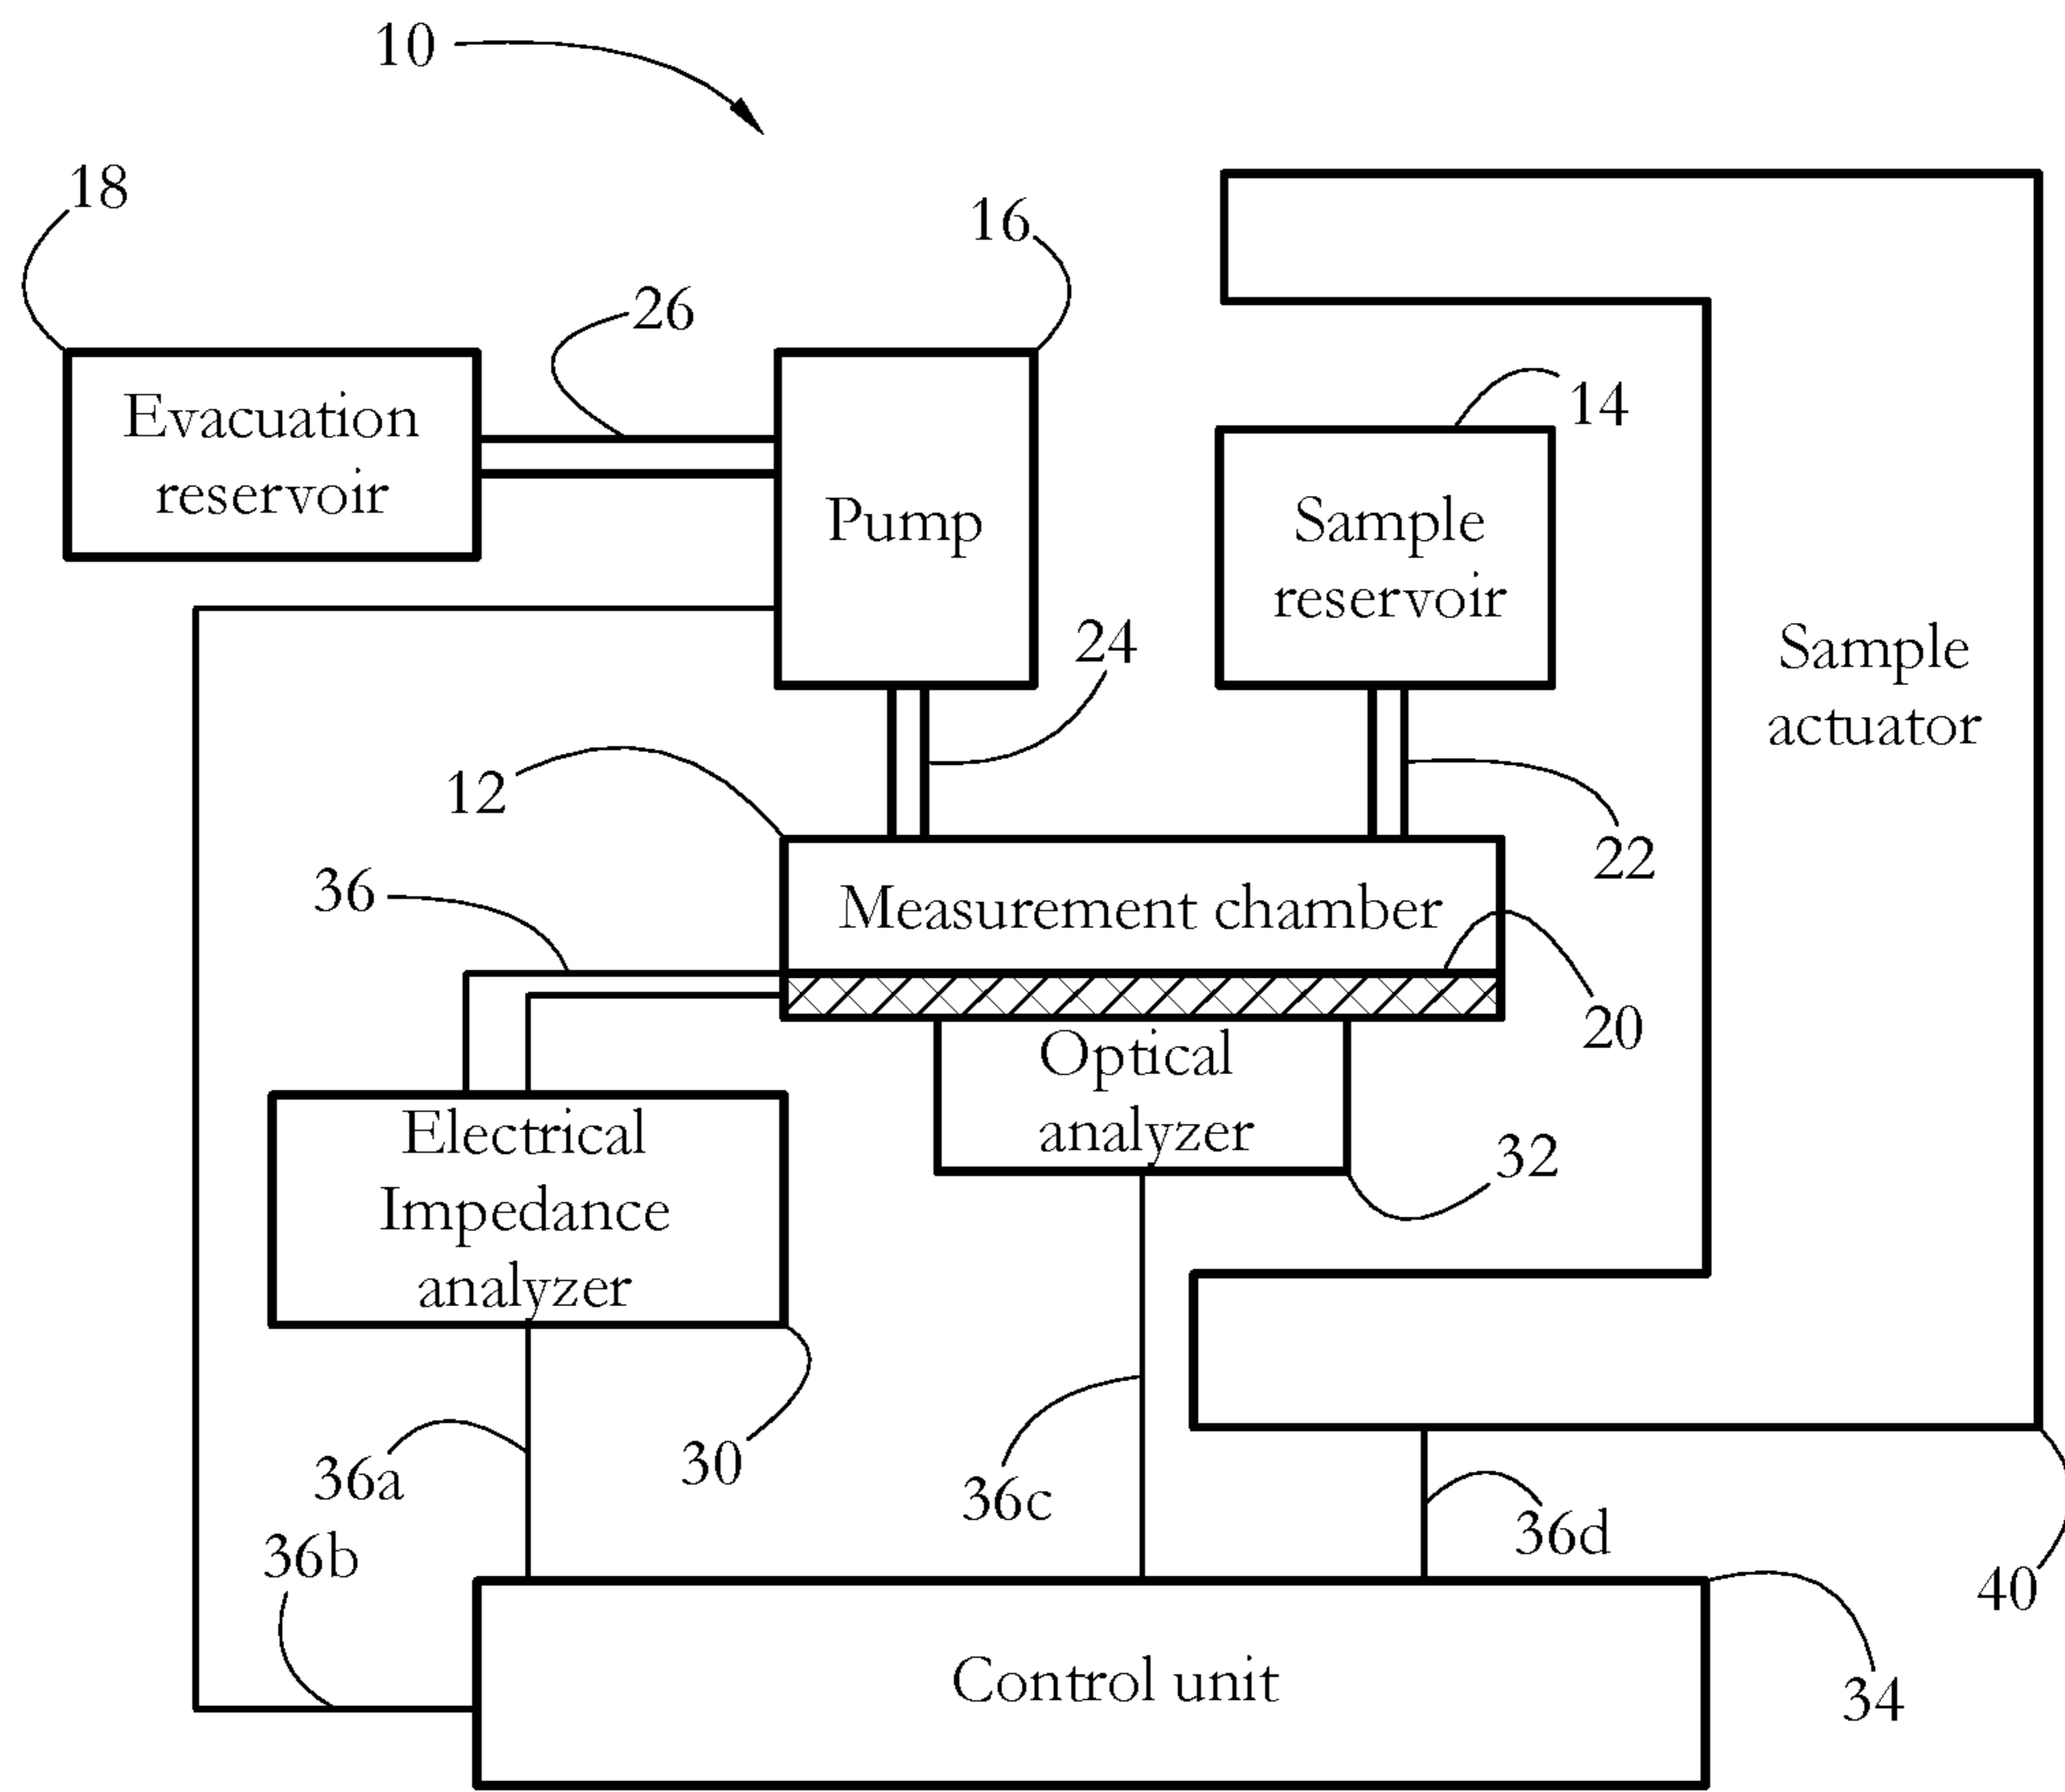 10
18
16
26
14
Evacuation
reservoir
Pump
Sample
reservoir
24
Sample
actuator
12
22
36
Measurement chamber
20
Optical
analyzer
Electrical
Impedance
analyzer
32
30
36a
36c
36d
36b
40
Control unit
34